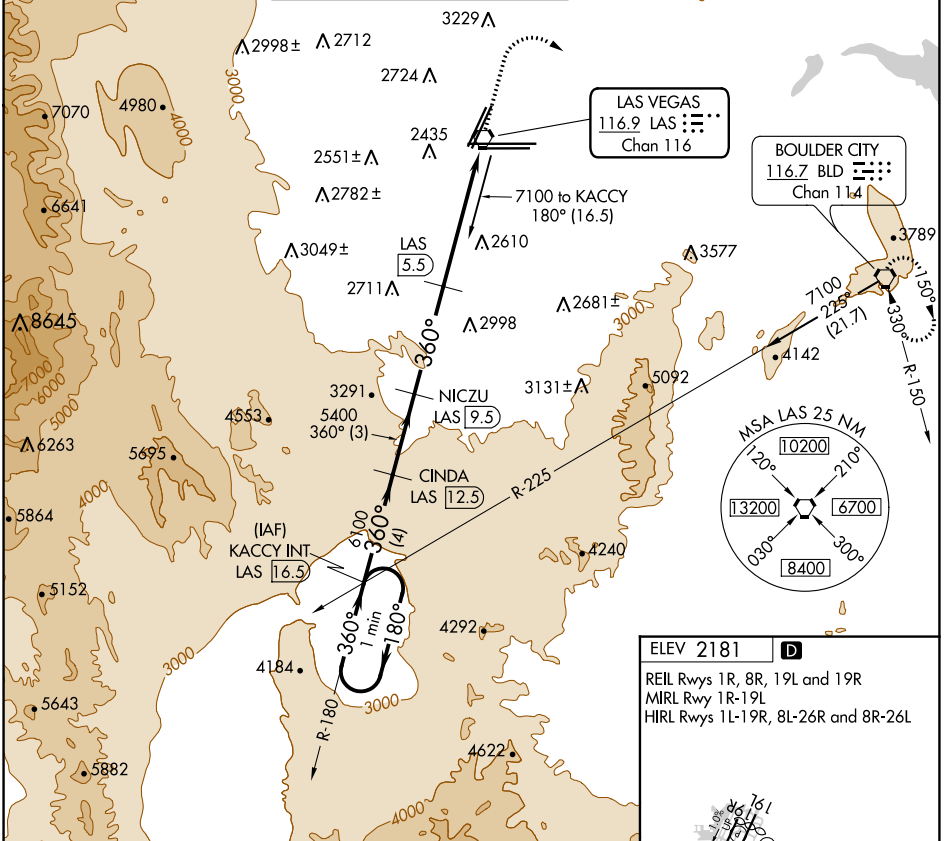 3229
2998±
2712
2724
7070
4980
4000
3000
2435
LAS VEGAS
116.9 LAS
Chan 116
BOULDER CITY
116.7 BLD
Chan 114
2551±
2782±
7100 to KACCY
180° (16.5)
6641
3789
3049±
LAS
5.5
2610
3577
2711
2681±
7100
225°
(21.7)
150°
330°
R-150
8645
2998
3000
4142
360°
7000
6000
5000
3291
NICZU
LAS 9.5
3131±
5092
4553
5400
360° (3)
6263
5695
CINDA
LAS 12.5
R-225
MSA LAS 25 NM
10200
120°
210°
13200
6700
030°
300°
8400
4000
5864
6100
360°
(4)
(IAF)
KACCY INT
LAS 16.5
4240
5152
360°
1 min
180°
4292
3000
4184
3000
R-180
5643
5882
4622
4000
ELEV 2181 D
REIL Rwys 1R, 8R, 19L and 19R
MIRL Rwy 1R-19L
HIRL Rwys 1L-19R, 8L-26R and 8R-26L
19R
19L
1.0%
UP